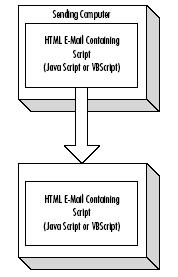 Sending Computer
HTML E-Mail Containing
Script
(Java Script or VBScript)
HTML E-Mail Containing
Script
(Java Script or VBScript)